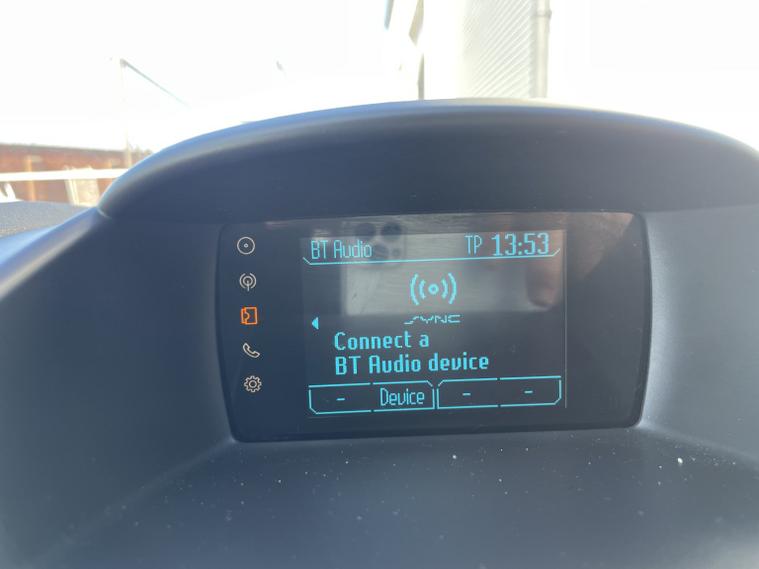 BT Audio TP 13:53
SYNC
Connect a
BT Audio device
- Device - -